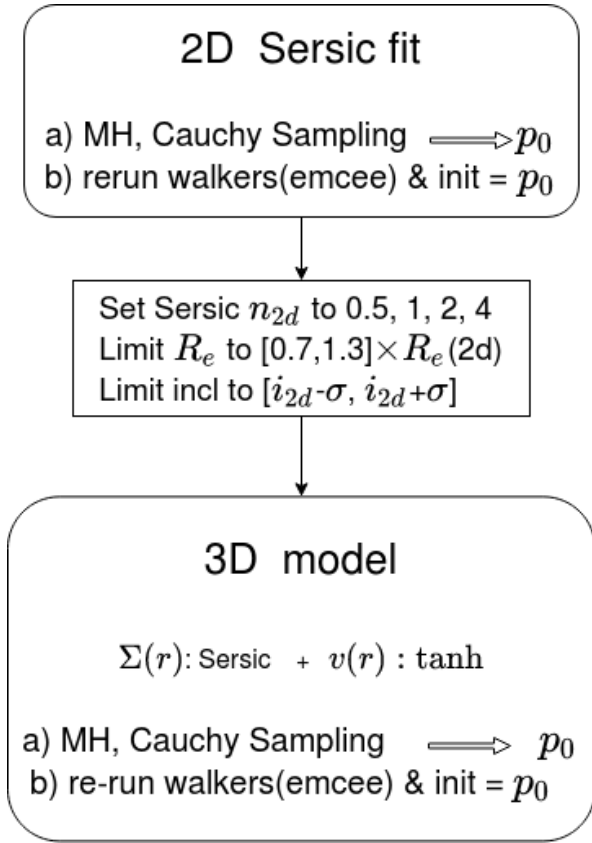 2D Sersic fit
a) MH, Cauchy Sampling ⟹ p₀
b) rerun walkers(emcee) & init = p₀
Set Sersic n₂d to 0.5, 1, 2, 4
Limit Rₑ to [0.7,1.3]×Rₑ(2d)
Limit incl to [i₂d-σ, i₂d+σ]
3D model
Σ(r): Sersic + v(r) : tanh
a) MH, Cauchy Sampling ⟹ p₀
b) re-run walkers(emcee) & init = p₀